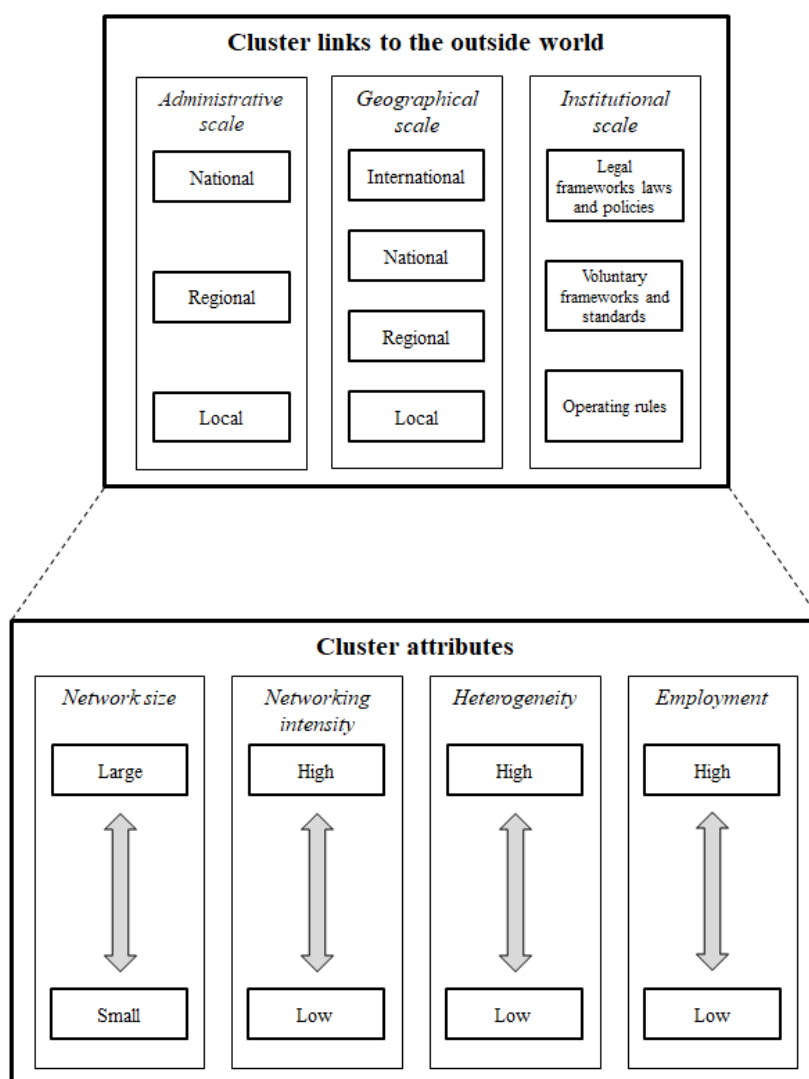 Cluster links to the outside world
Administrative
scale
National
Regional
Local
Geographical
scale
International
National
Regional
Local
Institutional
scale
Legal
frameworks laws
and policies
Voluntary
frameworks and
standards
Operating rules
Cluster attributes
Network size
Large
Small
Networking
intensity
High
Low
Heterogeneity
High
Low
Employment
High
Low